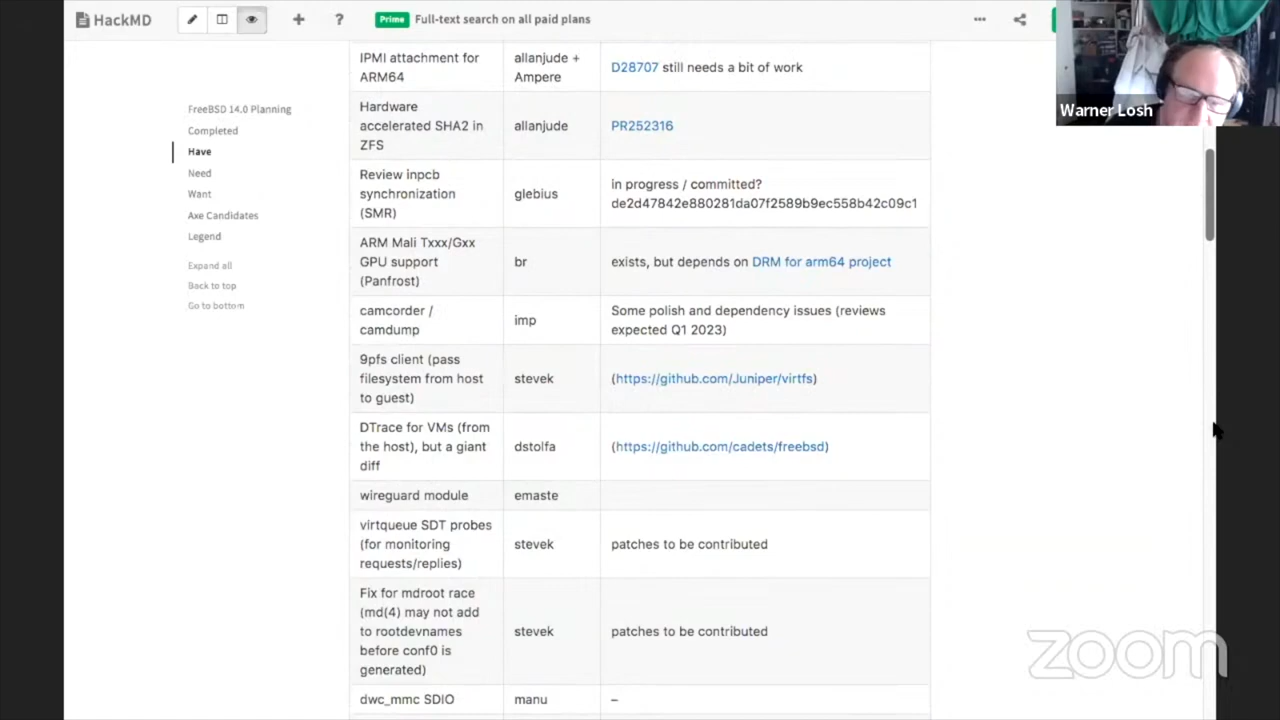 HackMD
Prime Full-text search on all paid plans
Warner Losh
FreeBSD 14.0 Planning
Completed
Have
Need
Want
Axe Candidates
Legend
Expand all
Back to top
Go to bottom
IPMI attachment for
ARM64
allanjude +
Ampere
D28707 still needs a bit of work
Hardware
accelerated SHA2 in
ZFS
allanjude
PR252316
Review inpcb
synchronization
(SMR)
glebius
in progress / committed?
de2d47842e880281da07f2589b9ec558b42c09c1
ARM Mali Txxx/Gxx
GPU support
(Panfrost)
br
exists, but depends on DRM for arm64 project
camcorder /
camdump
imp
Some polish and dependency issues (reviews
expected Q1 2023)
9pfs client (pass
filesystem from host
to guest)
stevek
(https://github.com/Juniper/virtfs)
DTrace for VMs (from
the host), but a giant
diff
dstolfa
(https://github.com/cadets/freebsd)
wireguard module
emaste
virtqueue SDT probes
(for monitoring
requests/replies)
stevek
patches to be contributed
Fix for mdroot race
(md(4) may not add
to rootdevnames
before conf0 is
generated)
stevek
patches to be contributed
dwc_mmc SDIO
manu
–
zoom